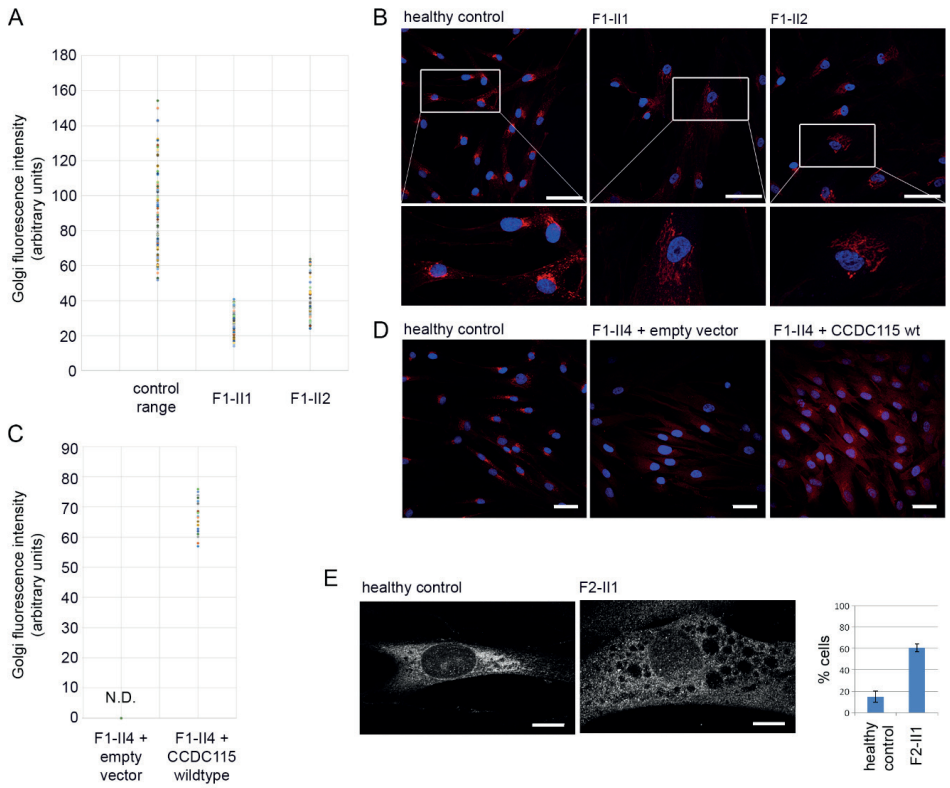 A
Golgi fluorescence intensity
(arbitrary units)
180
160
140
120
100
80
60
40
20
0
control
range
F1-II1
F1-II2
B
healthy control
F1-II1
F1-II2
C
Golgi fluorescence intensity
(arbitrary units)
90
80
70
60
50
40
30
20
10
0
N.D.
F1-II4 +
empty
vector
F1-II4 +
CCDC115
wildtype
D
healthy control
F1-II4 + empty vector
F1-II4 + CCDC115 wt
E
healthy control
F2-II1
% cells
100
80
60
40
20
0
healthy
control
F2-II1